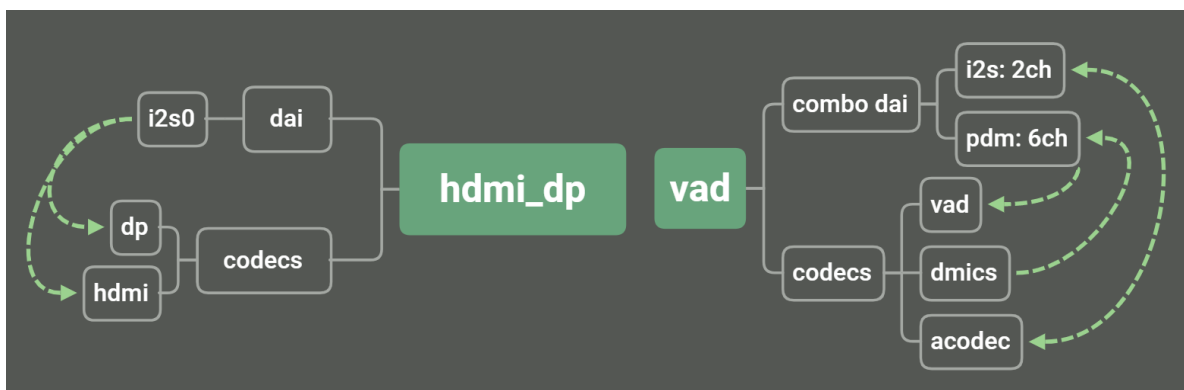 i2s0
dai
hdmi_dp
dp
codecs
hdmi
vad
combo dai
i2s: 2ch
pdm: 6ch
codecs
vad
dmics
acodec